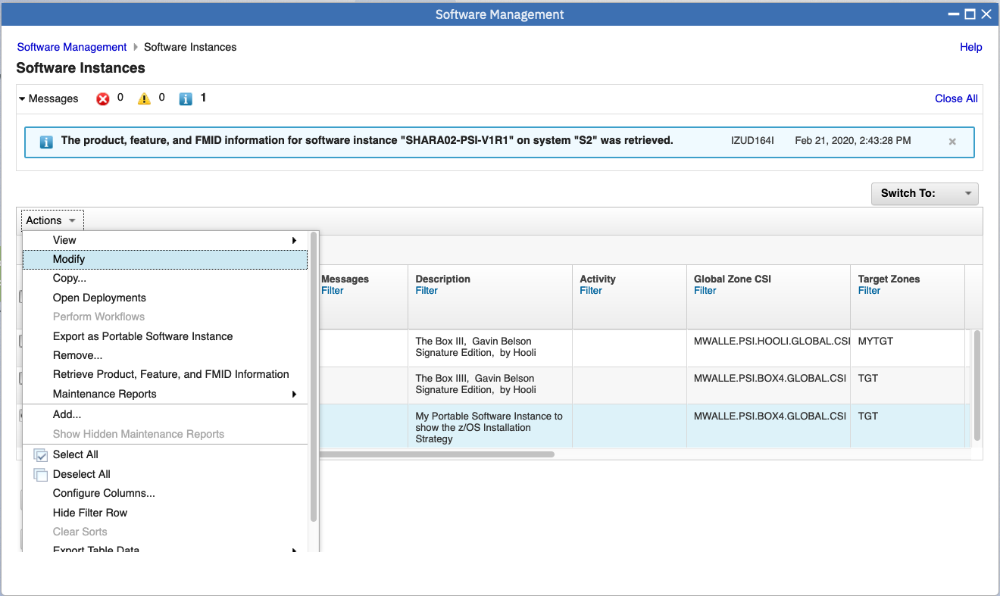 Software Management
Software Management Software Instances
Help
Software Instances
Messages 0 0 1
Close All
The product, feature, and FMID information for software instance "SHARA02-PSI-V1R1" on system "S2" was retrieved.
IZUD164I
Feb 21, 2020, 2:43:28 PM
Switch To:
Actions
View
Modify
Copy...
Open Deployments
Perform Workflows
Export as Portable Software Instance
Remove...
Retrieve Product, Feature, and FMID Information
Maintenance Reports
Add...
Show Hidden Maintenance Reports
Select All
Deselect All
Configure Columns...
Hide Filter Row
Clear Sorts
Export Table Data
Messages
Filter
Description
Filter
Activity
Filter
Global Zone CSI
Filter
Target Zones
Filter
The Box III, Gavin Belson
Signature Edition, by Hooli
MWALLE.PSI.HOOLI.GLOBAL.CSI
MYTGT
The Box IIII, Gavin Belson
Signature Edition, by Hooli
MWALLE.PSI.BOX4.GLOBAL.CSI
TGT
My Portable Software Instance to
show the z/OS Installation
Strategy
MWALLE.PSI.BOX4.GLOBAL.CSI
TGT